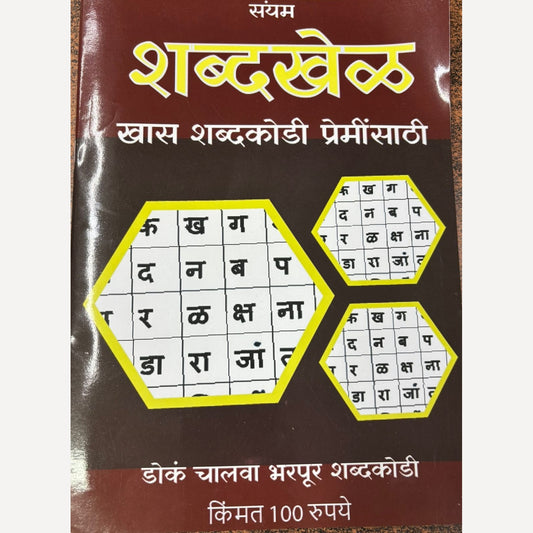 संयम
शब्दखेळ
खास शब्दकोडी प्रेमींसाठी
क ख ग
द न ब प
र ळ क्ष ना
डा रा जां त
क ख ग
द न ब प
र ळ क्ष ना
डा रा जां त
क ख ग
द न ब प
र ळ क्ष ना
डा रा जां त
डोकं चालवा भरपूर शब्दकोडी
किंमत 100 रुपये